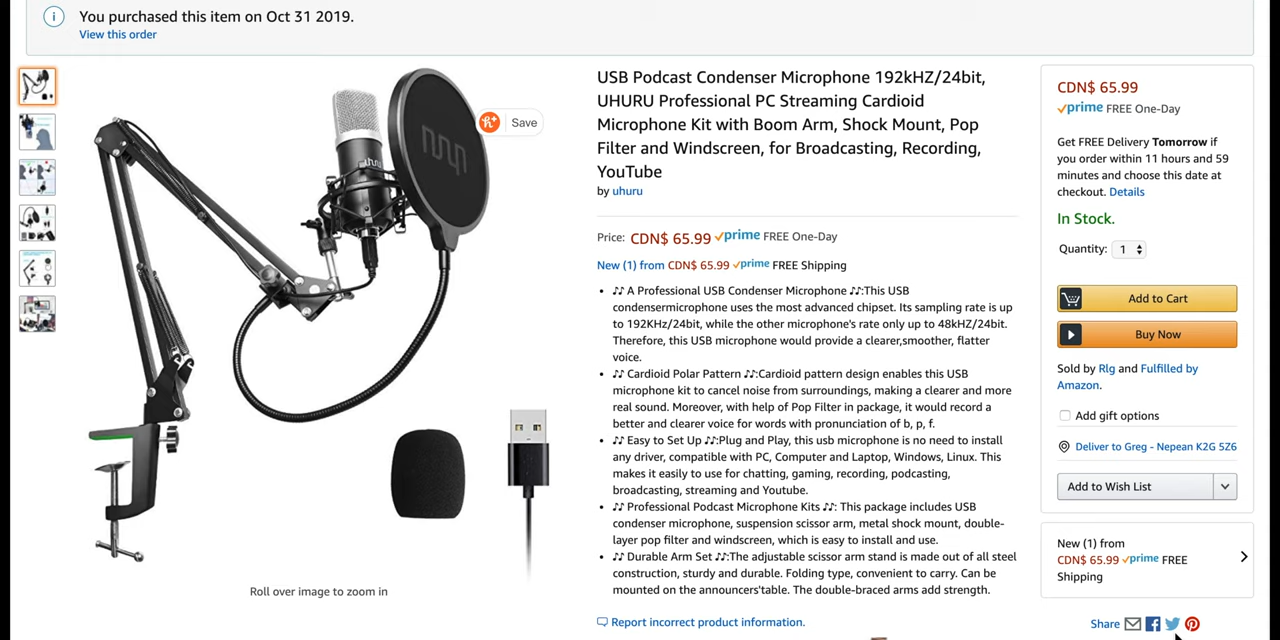 You purchased this item on Oct 31 2019.
View this order
Save
Roll over image to zoom in
USB Podcast Condenser Microphone 192kHZ/24bit,
UHURU Professional PC Streaming Cardioid
Microphone Kit with Boom Arm, Shock Mount, Pop
Filter and Windscreen, for Broadcasting, Recording,
YouTube
by uhuru
Price: CDN$ 65.99 prime FREE One-Day
New (1) from CDN$ 65.99 prime FREE Shipping
• ♪♪ A Professional USB Condenser Microphone ♪♪:This USB
condensermicrophone uses the most advanced chipset. Its sampling rate is up
to 192KHz/24bit, while the other microphone's rate only up to 48kHZ/24bit.
Therefore, this USB microphone would provide a clearer,smoother, flatter
voice.
• ♪♪ Cardioid Polar Pattern ♪♪:Cardioid pattern design enables this USB
microphone kit to cancel noise from surroundings, making a clearer and more
real sound. Moreover, with help of Pop Filter in package, it would record a
better and clearer voice for words with pronunciation of b, p, f.
• ♪♪ Easy to Set Up ♪♪:Plug and Play, this usb microphone is no need to install
any driver, compatible with PC, Computer and Laptop, Windows, Linux. This
makes it easily to use for chatting, gaming, recording, podcasting,
broadcasting, streaming and Youtube.
• ♪♪ Professional Podcast Microphone Kits ♪♪: This package includes USB
condenser microphone, suspension scissor arm, metal shock mount, double-
layer pop filter and windscreen, which is easy to install and use.
• ♪♪ Durable Arm Set ♪♪:The adjustable scissor arm stand is made out of all steel
construction, sturdy and durable. Folding type, convenient to carry. Can be
mounted on the announcers'table. The double-braced arms add strength.
Report incorrect product information.
CDN$ 65.99
prime FREE One-Day
Get FREE Delivery Tomorrow if
you order within 11 hours and 59
minutes and choose this date at
checkout. Details
In Stock.
Quantity: 1
Add to Cart
Buy Now
Sold by Rlg and Fulfilled by
Amazon.
Add gift options
Deliver to Greg - Nepean K2G 5Z6
Add to Wish List
New (1) from
CDN$ 65.99 prime FREE
Shipping
Share